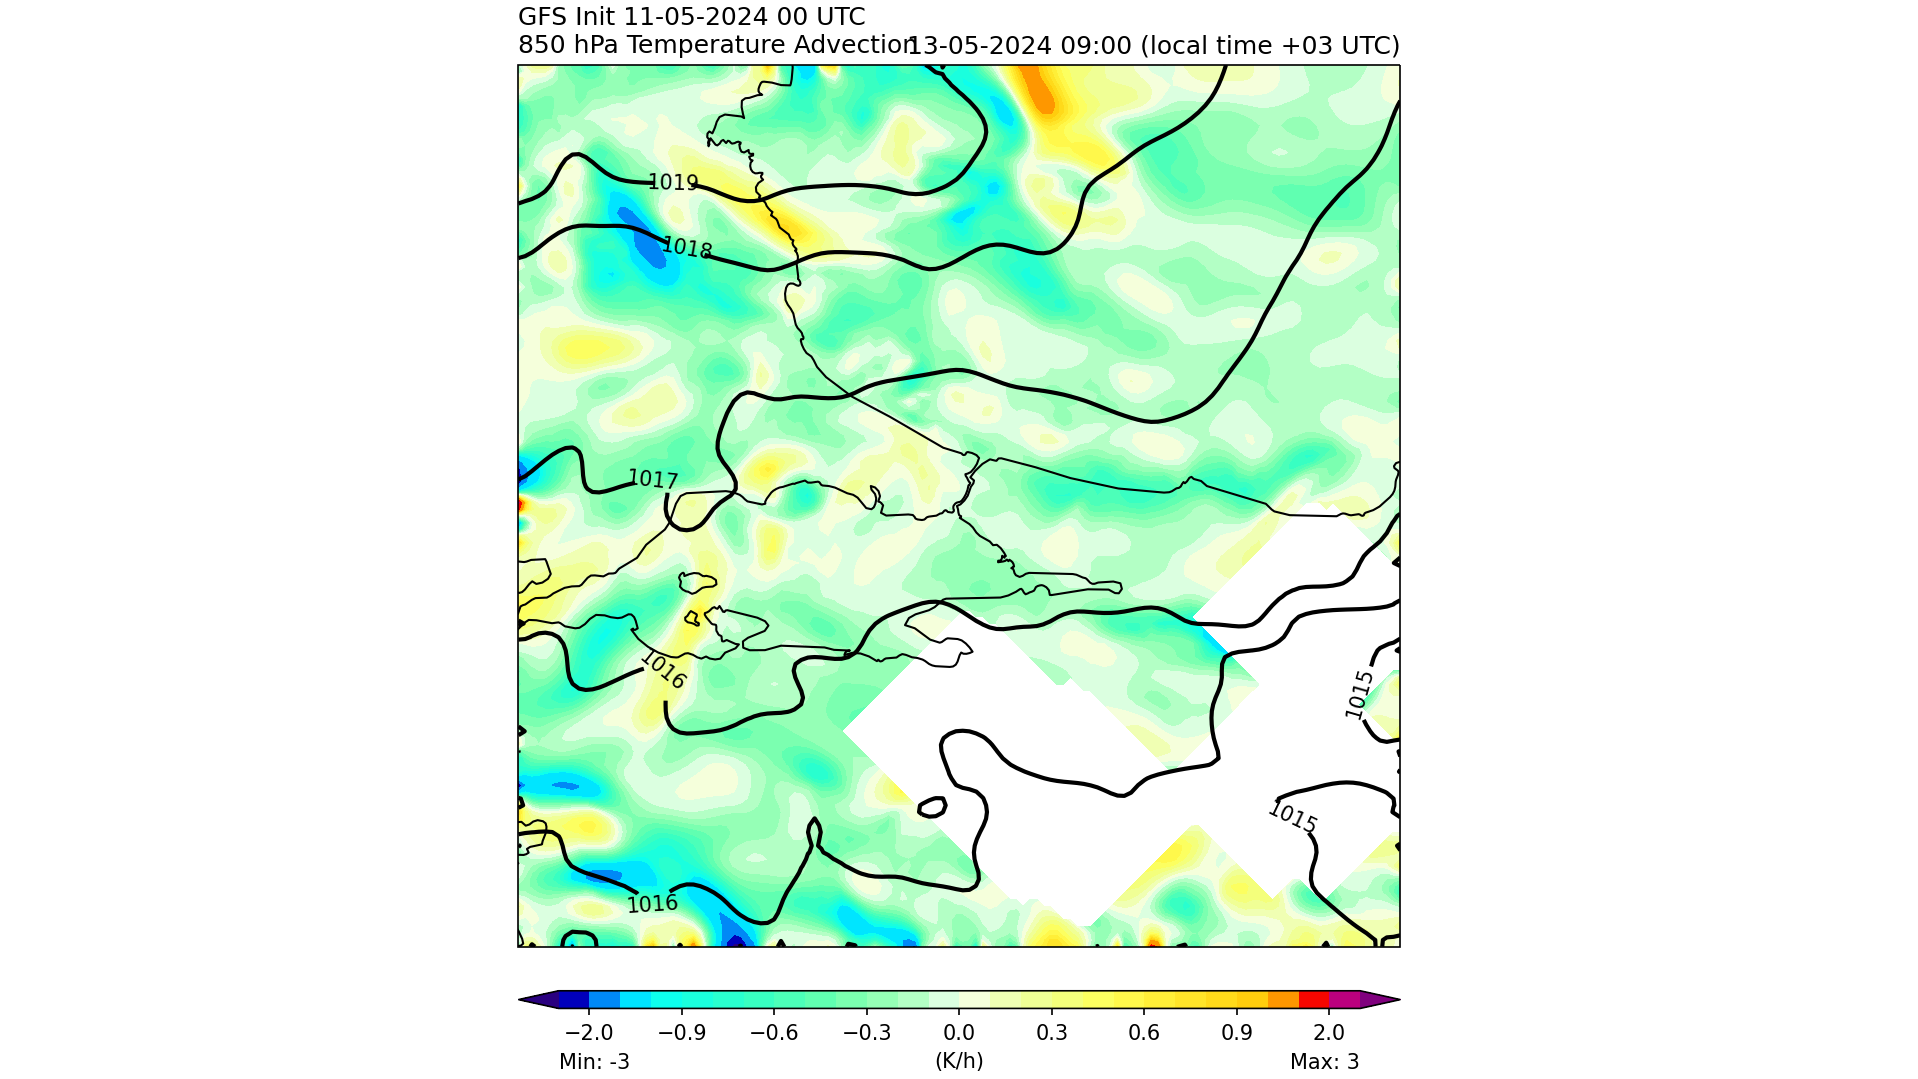 GFS Init 11-05-2024 00 UTC
850 hPa Temperature Advection
13-05-2024 09:00 (local time +03 UTC)
1019
1018
1017
1016
1015
1015
1016
−2.0 −0.9 −0.6 −0.3 0.0 0.3 0.6 0.9 2.0
Min: -3 (K/h) Max: 3